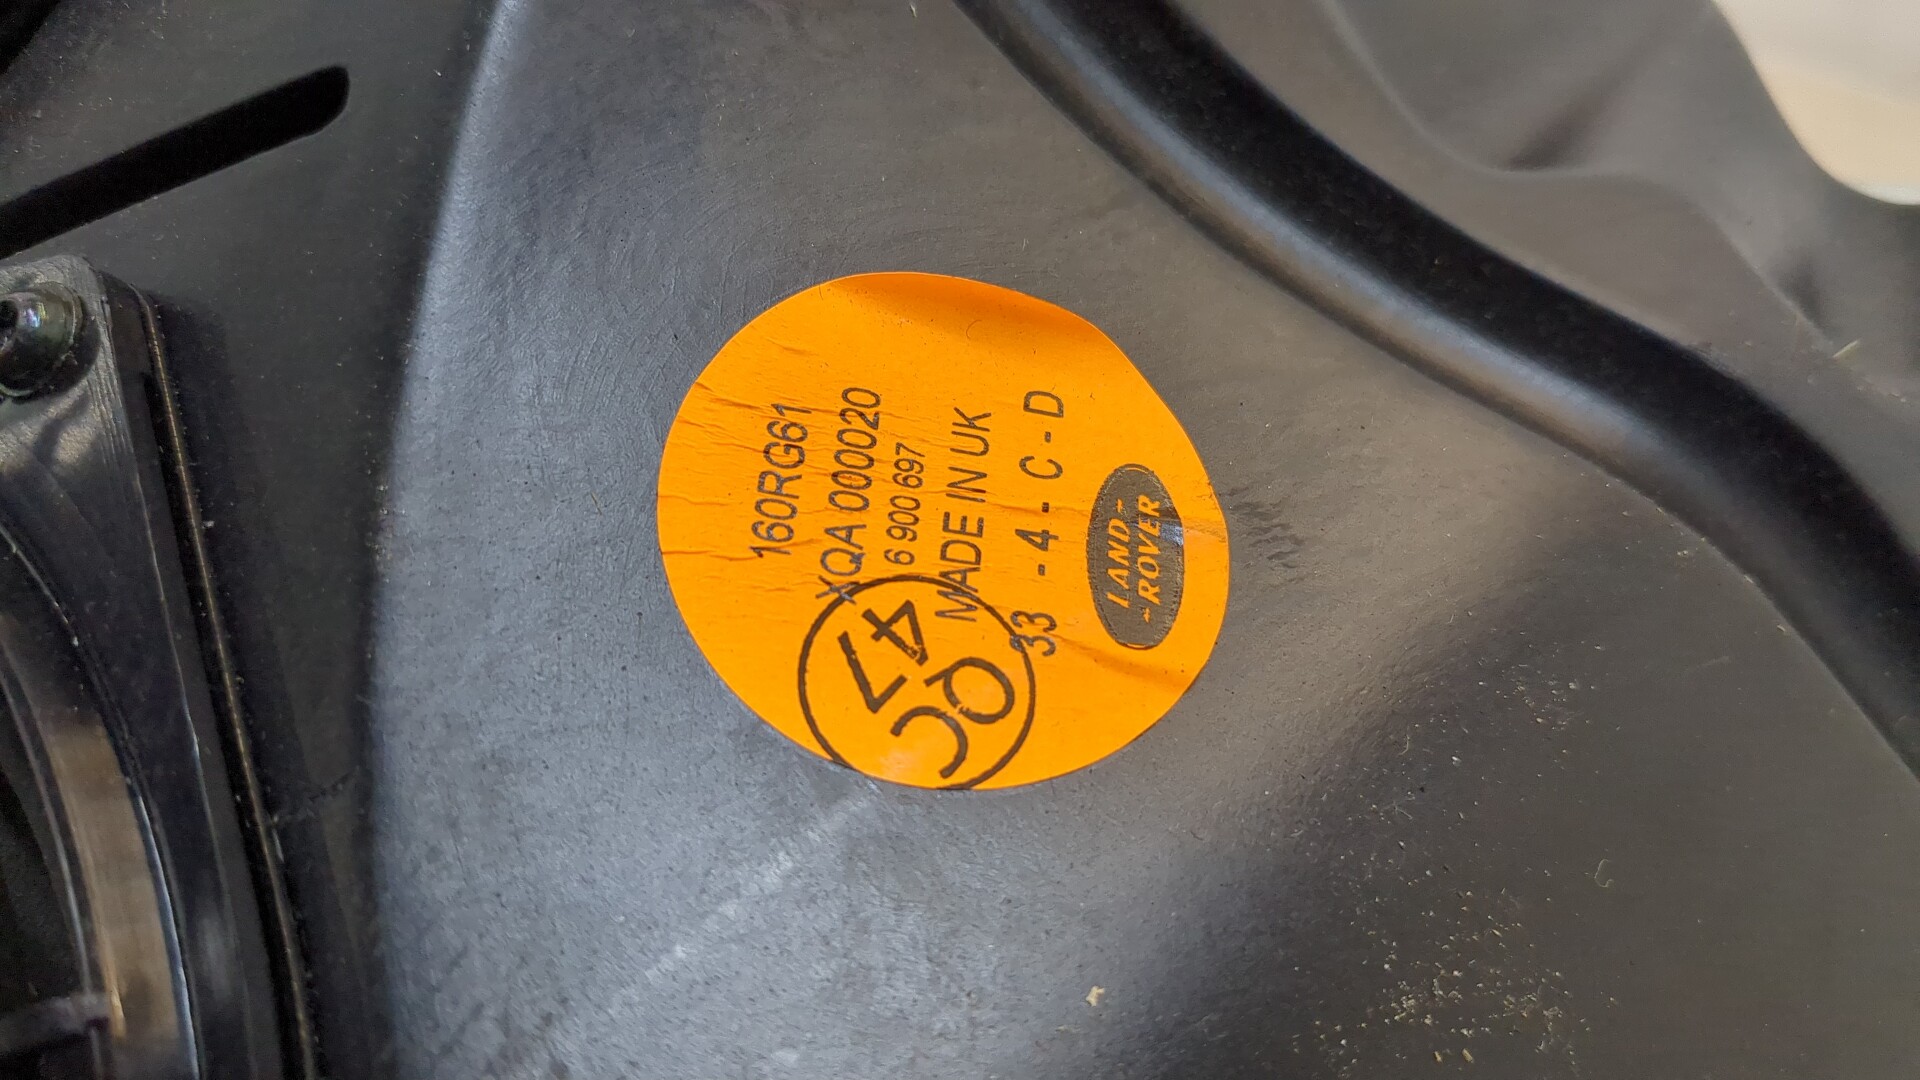 160RG61
XQA 000020
6 900 697
MADE IN UK
33 - 4 - C - D
LAND-
-ROVER
QC
47